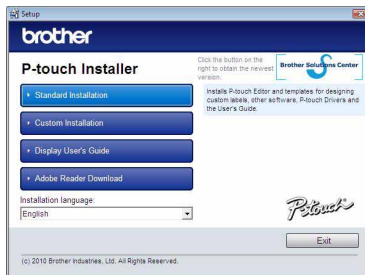 Setup
brother
P-touch Installer
Click the button on the
right to obtain the newest
version.
Brother Solutions Center
Standard Installation
Installs P-touch Editor and templates for designing
custom labels, other software, P-touch Drivers and
the User's Guide.
Custom Installation
Display User's Guide
Adobe Reader Download
Installation language:
English
P-touch
Exit
(c) 2010 Brother Industries, Ltd. All Rights Reserved.